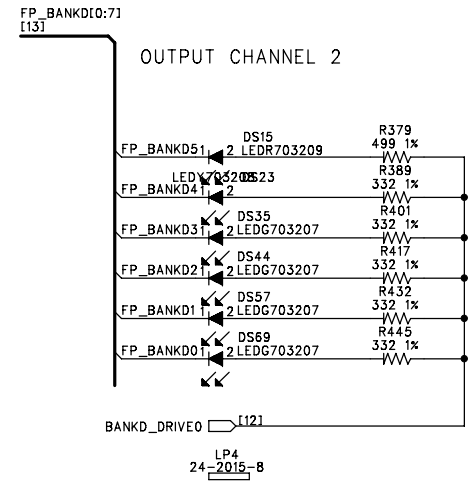 FP_BANKD[0:7]
[13]
OUTPUT CHANNEL 2
R379
499 1%
DS15
FP_BANKD5 1 2 LEDR703209
R389
332 1%
LEDY703208 DS23
FP_BANKD4 1 2
R401
332 1%
DS35
FP_BANKD3 1 2 LEDG703207
R417
332 1%
DS44
FP_BANKD2 1 2 LEDG703207
R432
332 1%
DS57
FP_BANKD1 1 2 LEDG703207
R445
332 1%
DS69
FP_BANKD0 1 2 LEDG703207
BANKD_DRIVE0 [12]
LP4
24-2015-8